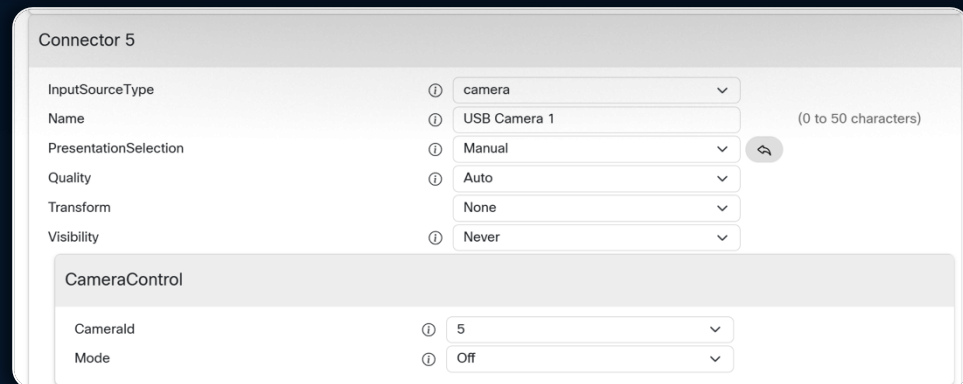 Connector 5
InputSourceType camera
Name USB Camera 1 (0 to 50 characters)
PresentationSelection Manual
Quality Auto
Transform None
Visibility Never
CameraControl
CameraId 5
Mode Off